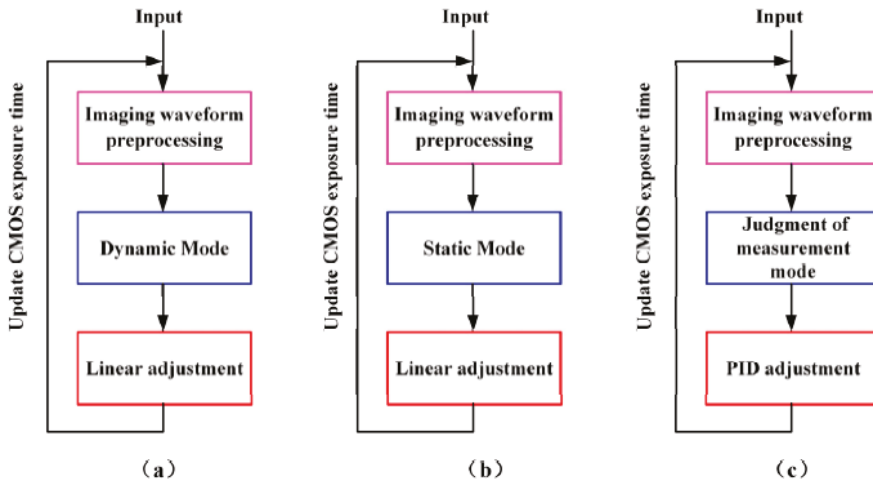 Input
Update CMOS exposure time
Imaging waveform
preprocessing
Dynamic Mode
Linear adjustment
(a)
Input
Update CMOS exposure time
Imaging waveform
preprocessing
Static Mode
Linear adjustment
(b)
Input
Update CMOS exposure time
Imaging waveform
preprocessing
Judgment of
measurement
mode
PID adjustment
(c)